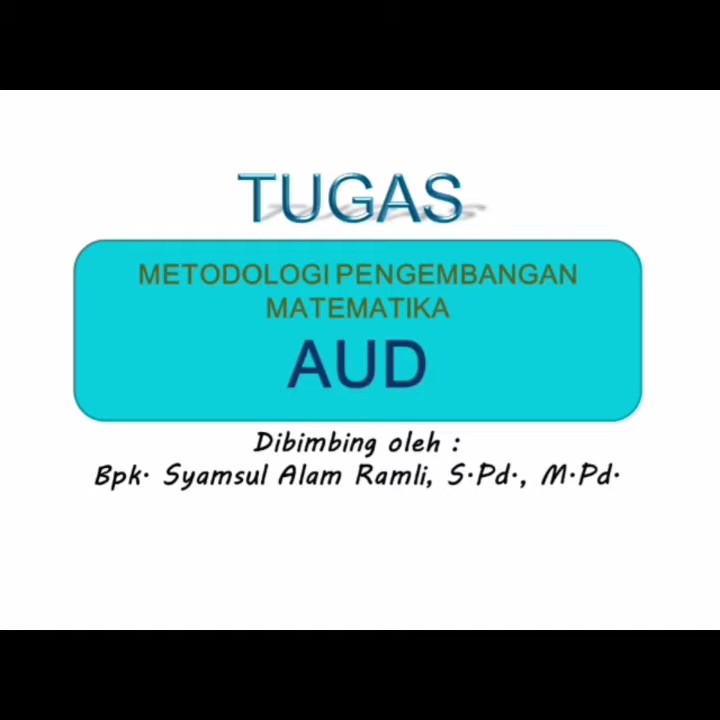 TUGAS
METODOLOGI PENGEMBANGAN
MATEMATIKA
AUD
Dibimbing oleh :
Bpk. Syamsul Alam Ramli, S.Pd., M.Pd.